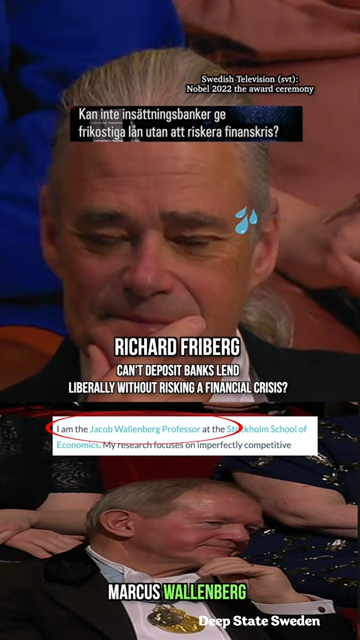 Swedish Television (svt):
Nobel 2022 the award ceremony
Kan inte insättningsbanker ge
frikostiga lån utan att riskera finanskris?
RICHARD FRIBERG
CAN'T DEPOSIT BANKS LEND
LIBERALLY WITHOUT RISKING A FINANCIAL CRISIS?
I am the Jacob Wallenberg Professor at the Stockholm School of
Economics. My research focuses on imperfectly competitive
MARCUS WALLENBERG
Deep State Sweden